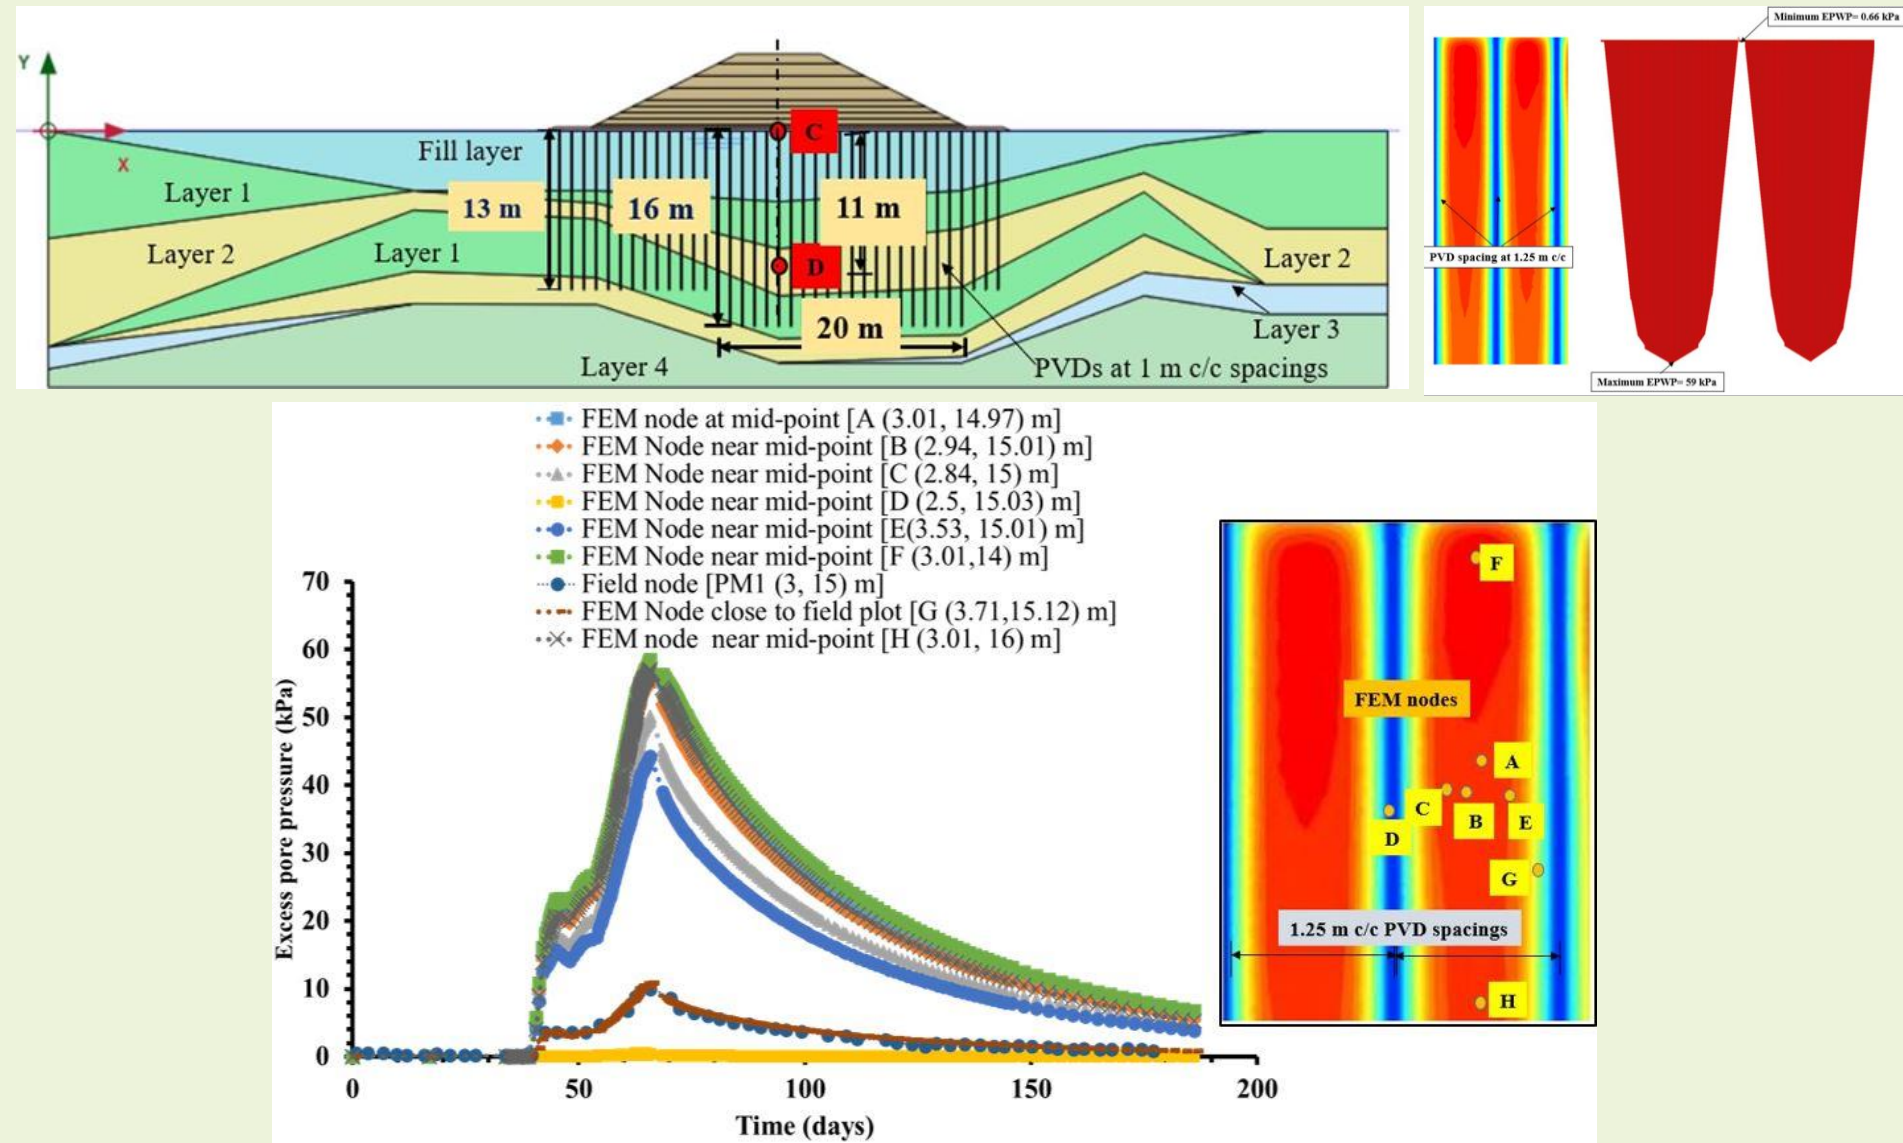 Y
X
Fill layer
Layer 1
Layer 2
Layer 1
13 m
16 m
C
11 m
D
20 m
Layer 2
Layer 3
Layer 4
PVDs at 1 m c/c spacings
Minimum EPWP= 0.66 kPa
PVD spacing at 1.25 m c/c
Maximum EPWP= 59 kPa
FEM node at mid-point [A (3.01, 14.97) m]
FEM Node near mid-point [B (2.94, 15.01) m]
FEM Node near mid-point [C (2.84, 15) m]
FEM Node near mid-point [D (2.5, 15.03) m]
FEM Node near mid-point [E(3.53, 15.01) m]
FEM Node near mid-point [F (3.01,14) m]
Field node [PM1 (3, 15) m]
FEM Node close to field plot [G (3.71,15.12) m]
FEM node near mid-point [H (3.01, 16) m]
Excess pore pressure (kPa)
70
60
50
40
30
20
10
0
0
50
100
150
200
Time (days)
F
FEM nodes
A
C
B
E
D
G
1.25 m c/c PVD spacings
H